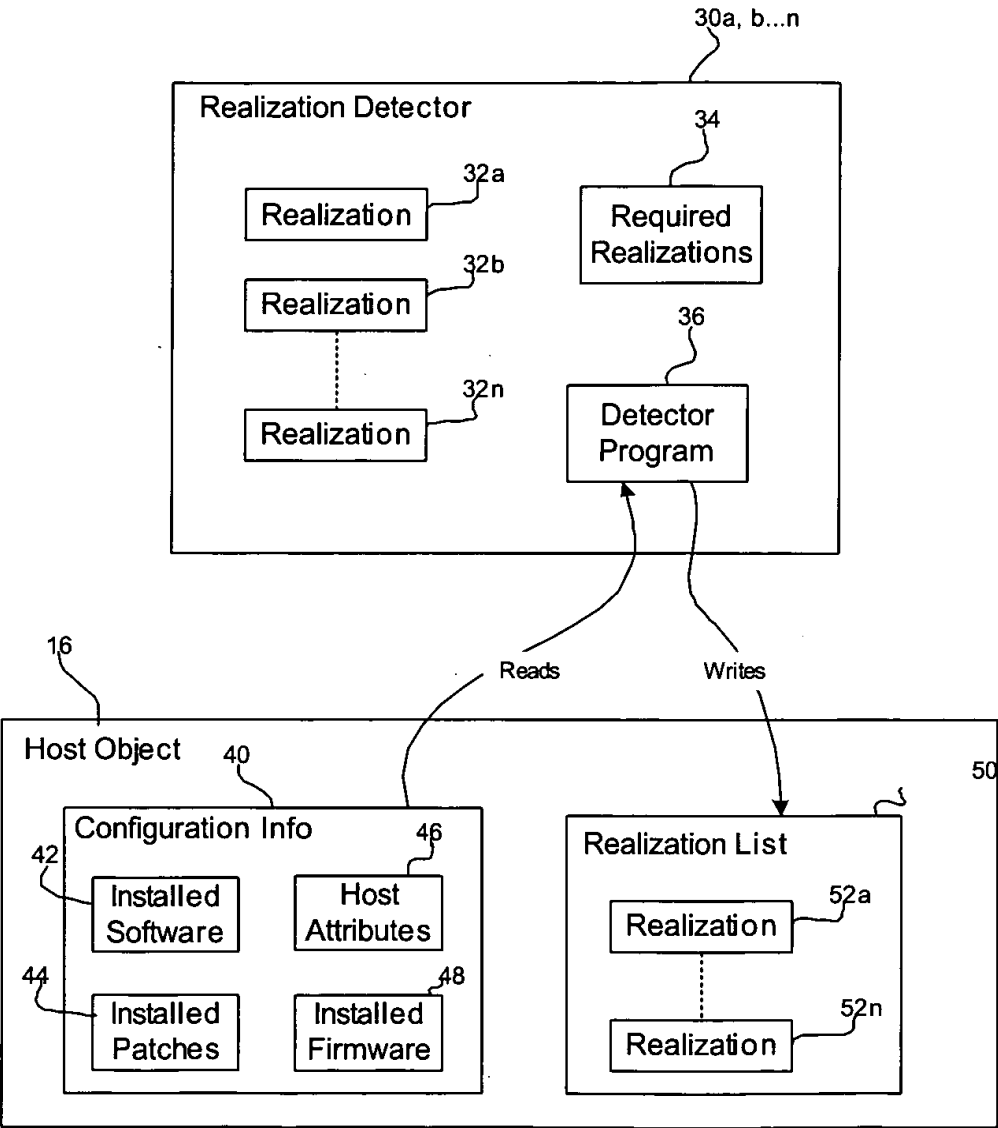 30a, b...n
Realization Detector
34
32a
Realization
Required
Realizations
32b
Realization
36
32n
Realization
Detector
Program
16
Reads
Writes
Host Object
40
50
Configuration Info
46
Realization List
42
Installed
Software
Host
Attributes
52a
Realization
44
Installed
Patches
48
Installed
Firmware
52n
Realization